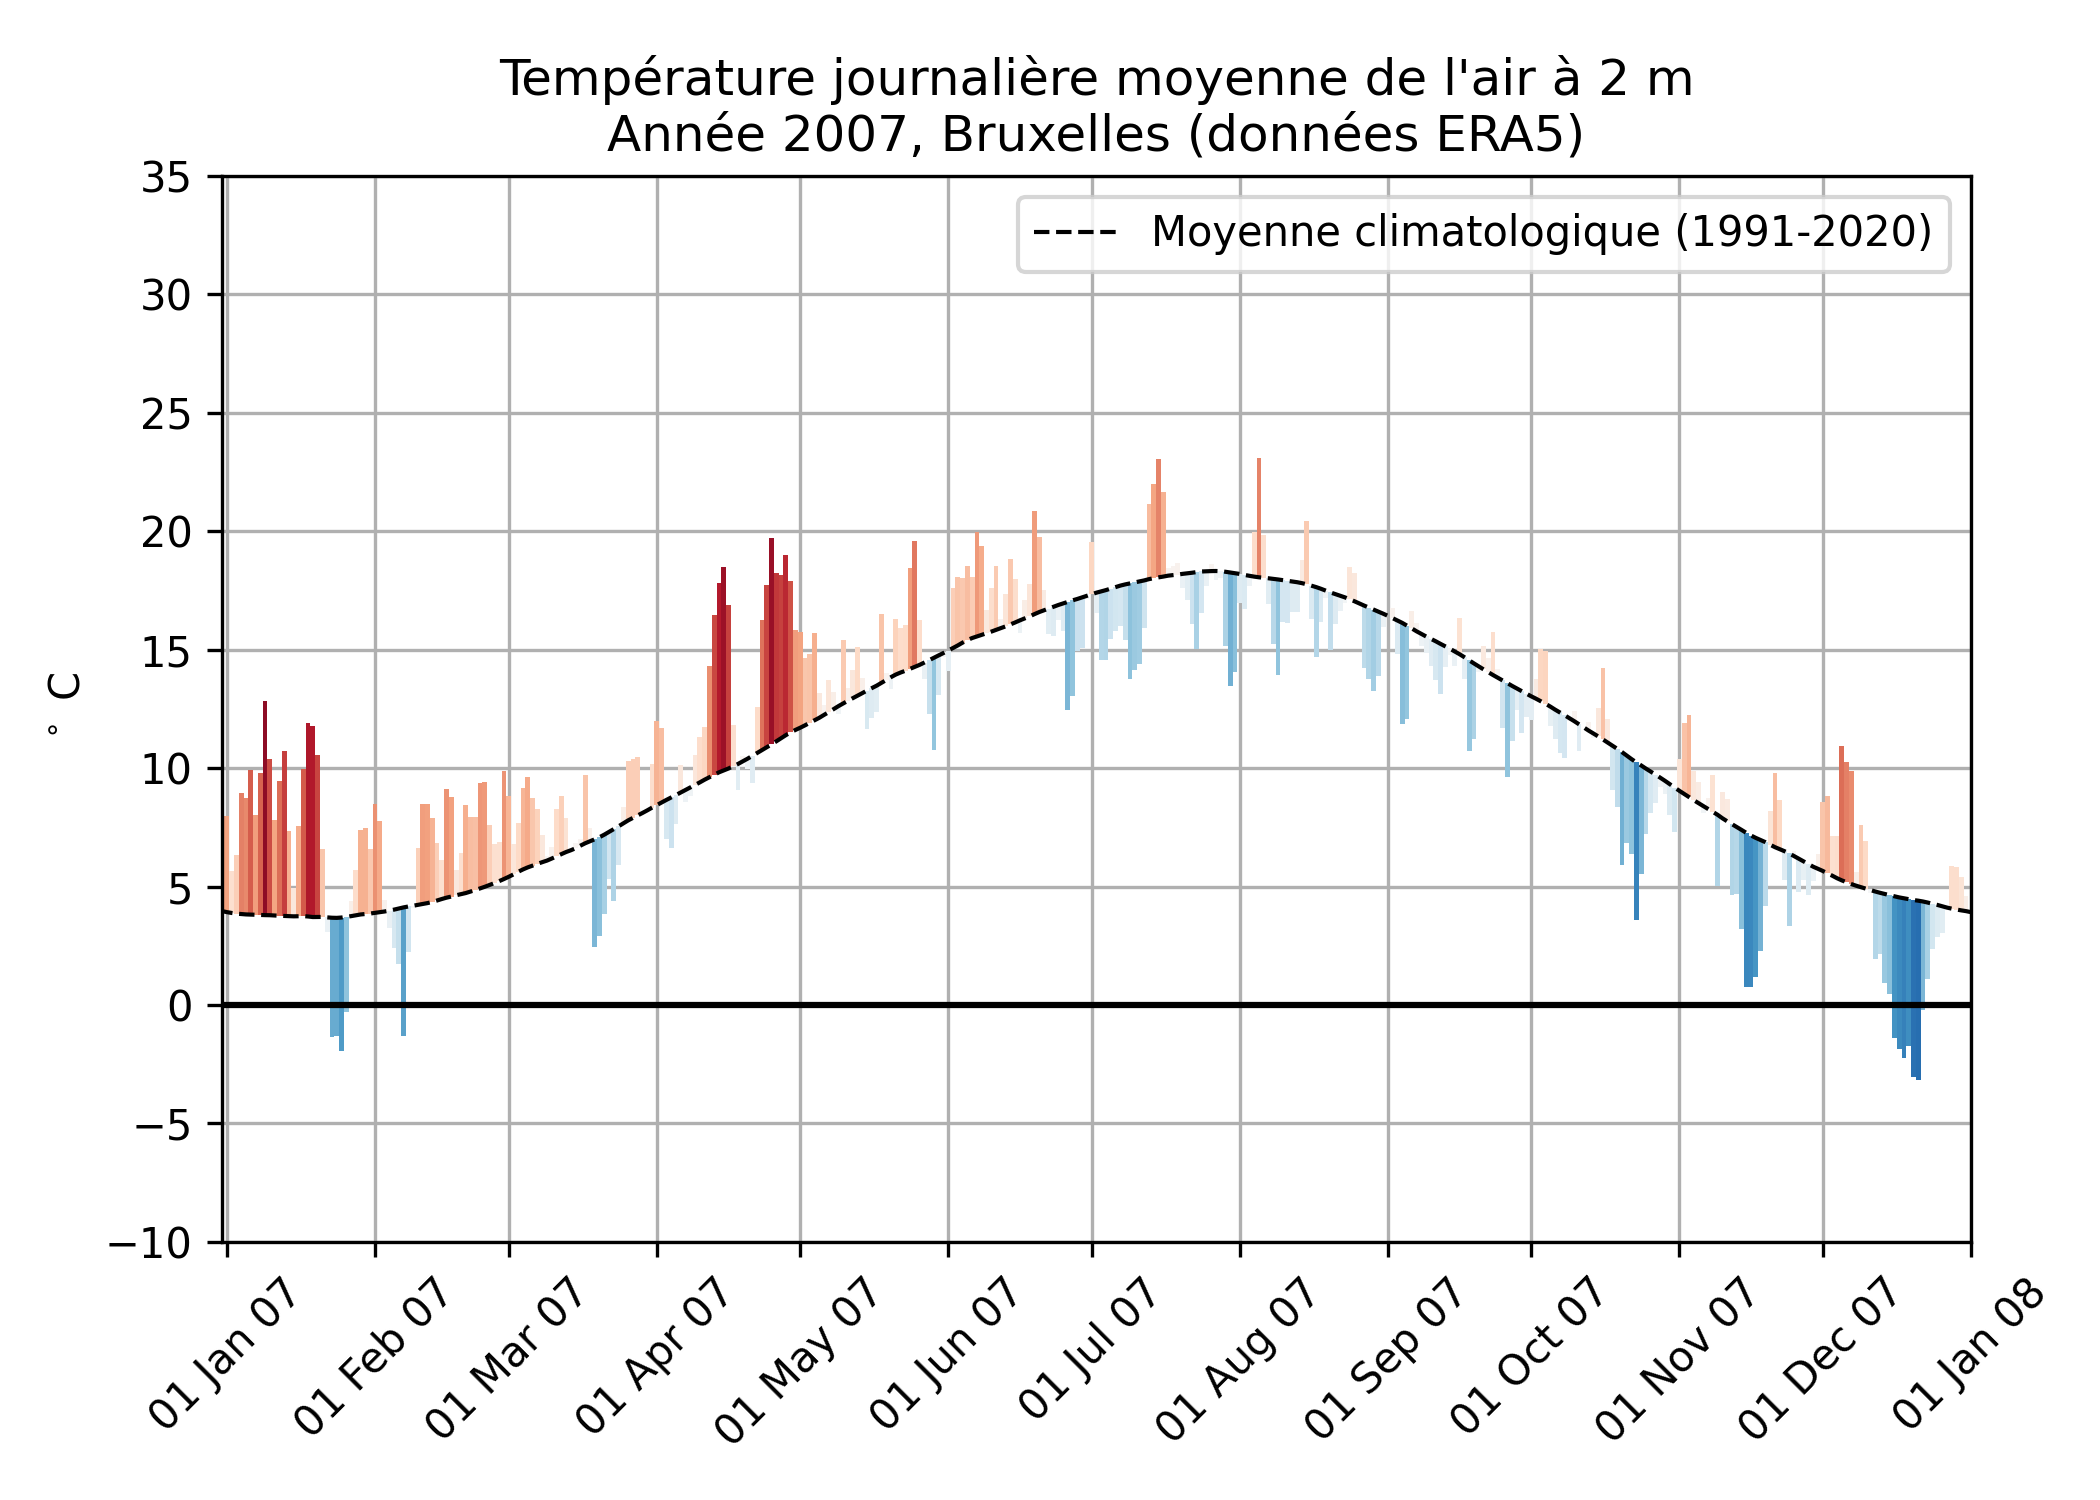 Température journalière moyenne de l'air à 2 m
Année 2007, Bruxelles (données ERA5)
Moyenne climatologique (1991-2020)
° C
35
30
25
20
15
10
5
0
−5
−10
01 Jan 07
01 Feb 07
01 Mar 07
01 Apr 07
01 May 07
01 Jun 07
01 Jul 07
01 Aug 07
01 Sep 07
01 Oct 07
01 Nov 07
01 Dec 07
01 Jan 08